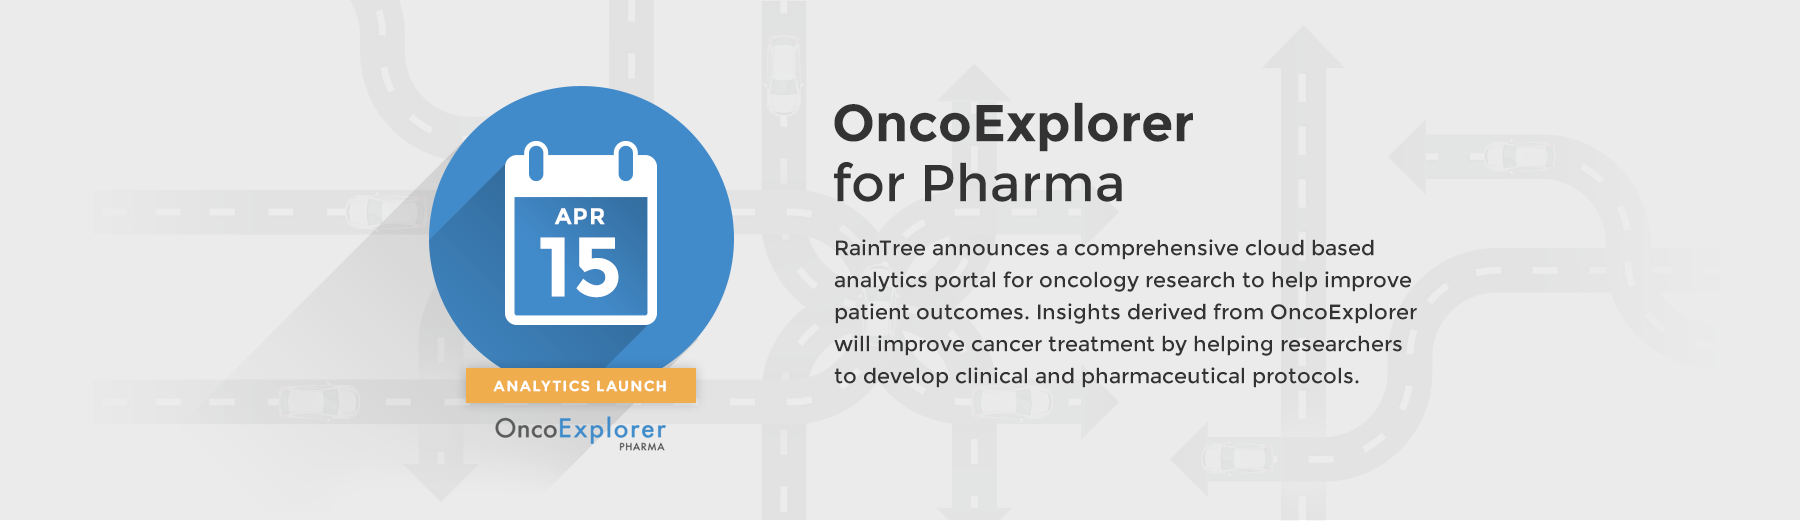 APR
15
ANALYTICS LAUNCH
OncoExplorer
PHARMA
OncoExplorer
for Pharma
RainTree announces a comprehensive cloud based
analytics portal for oncology research to help improve
patient outcomes. Insights derived from OncoExplorer
will improve cancer treatment by helping researchers
to develop clinical and pharmaceutical protocols.